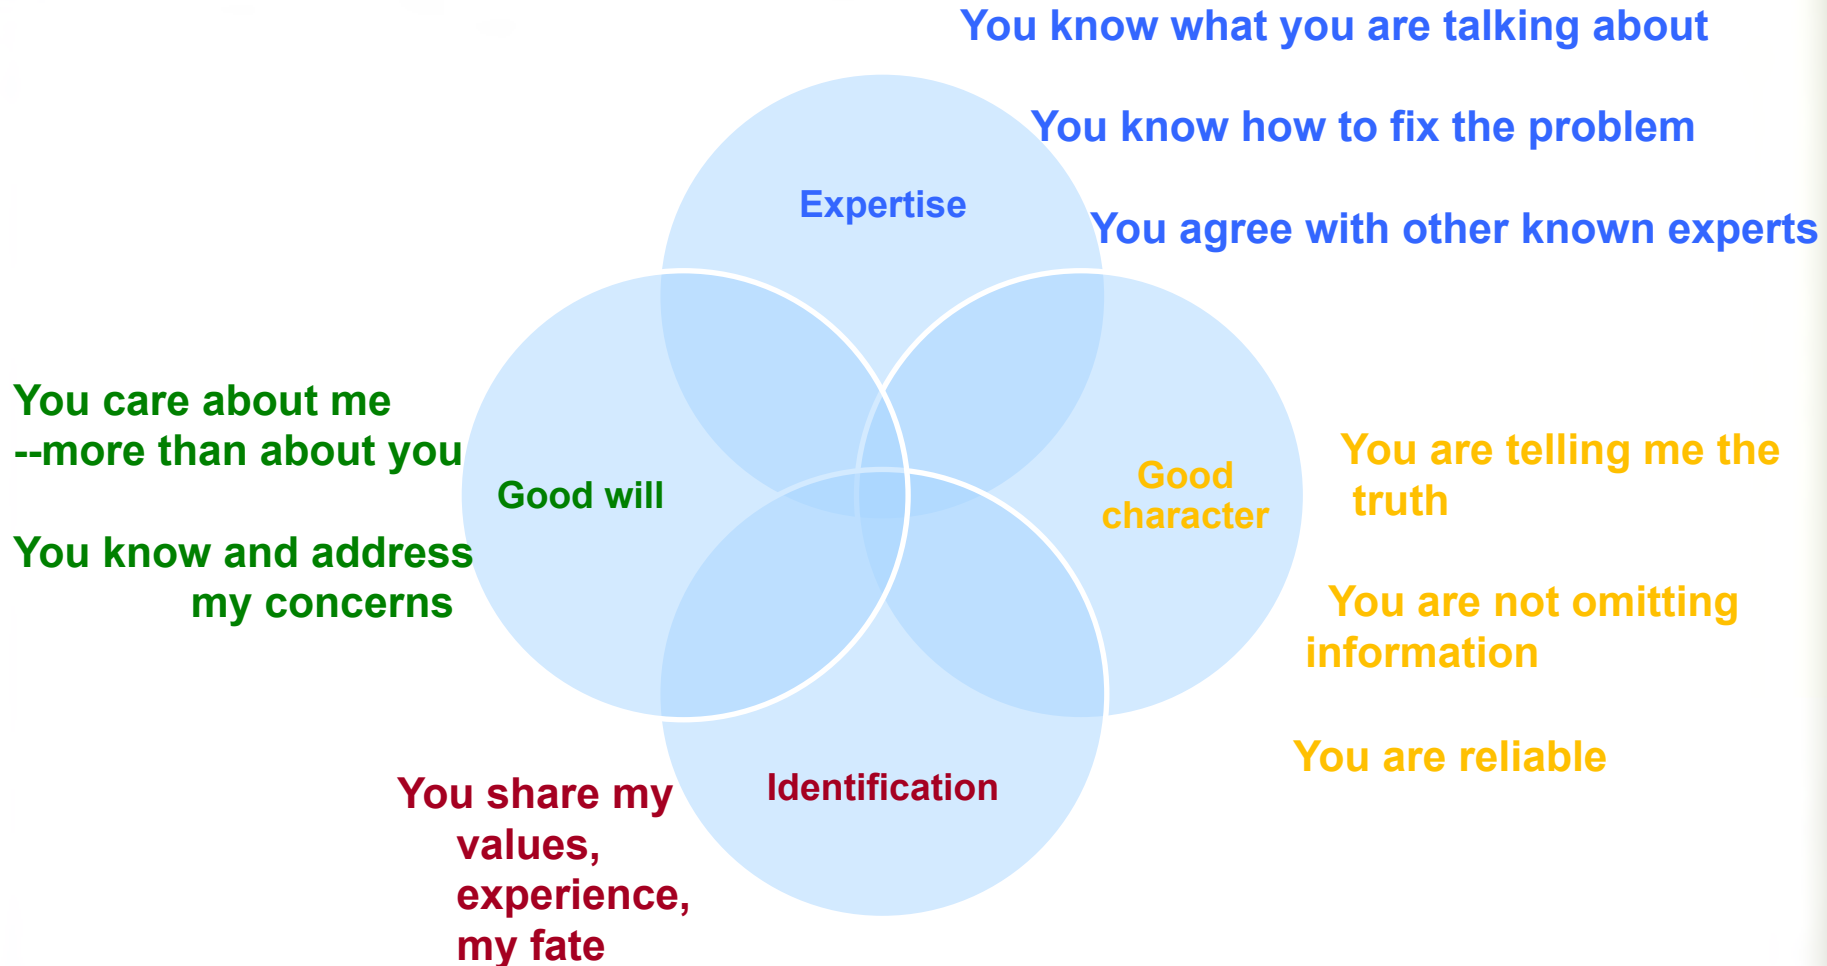 You know what you are talking about
You know how to fix the problem
Expertise
You agree with other known experts
You care about me
--more than about you
Good will
You know and address
my concerns
Good
character
You are telling me the
truth
You are not omitting
information
You are reliable
Identification
You share my
values,
experience,
my fate